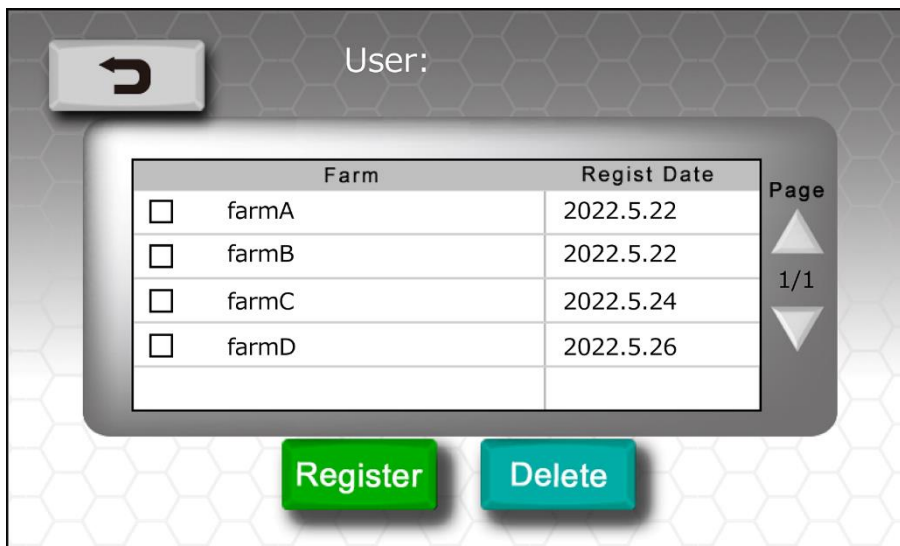 User:
Farm Regist Date
Page
farmA 2022.5.22
farmB 2022.5.22
1/1
farmC 2022.5.24
farmD 2022.5.26
Register Delete